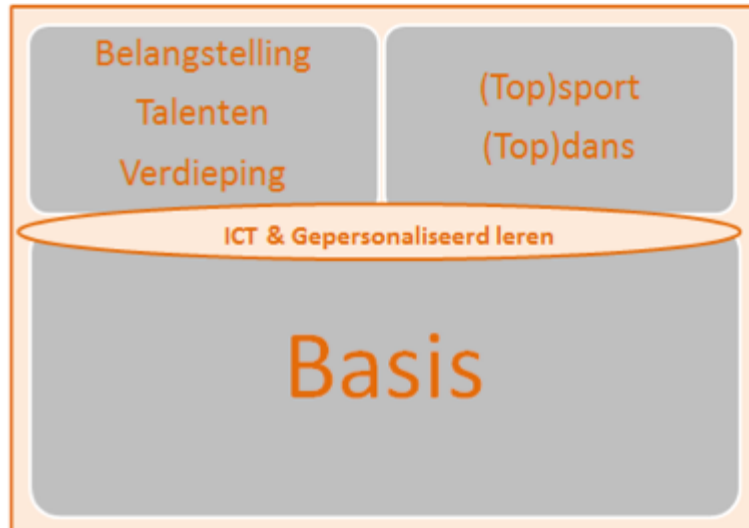 Belangstelling
Talenten
Verdieping
(Top)sport
(Top)dans
ICT & Gepersonaliseerd leren
Basis